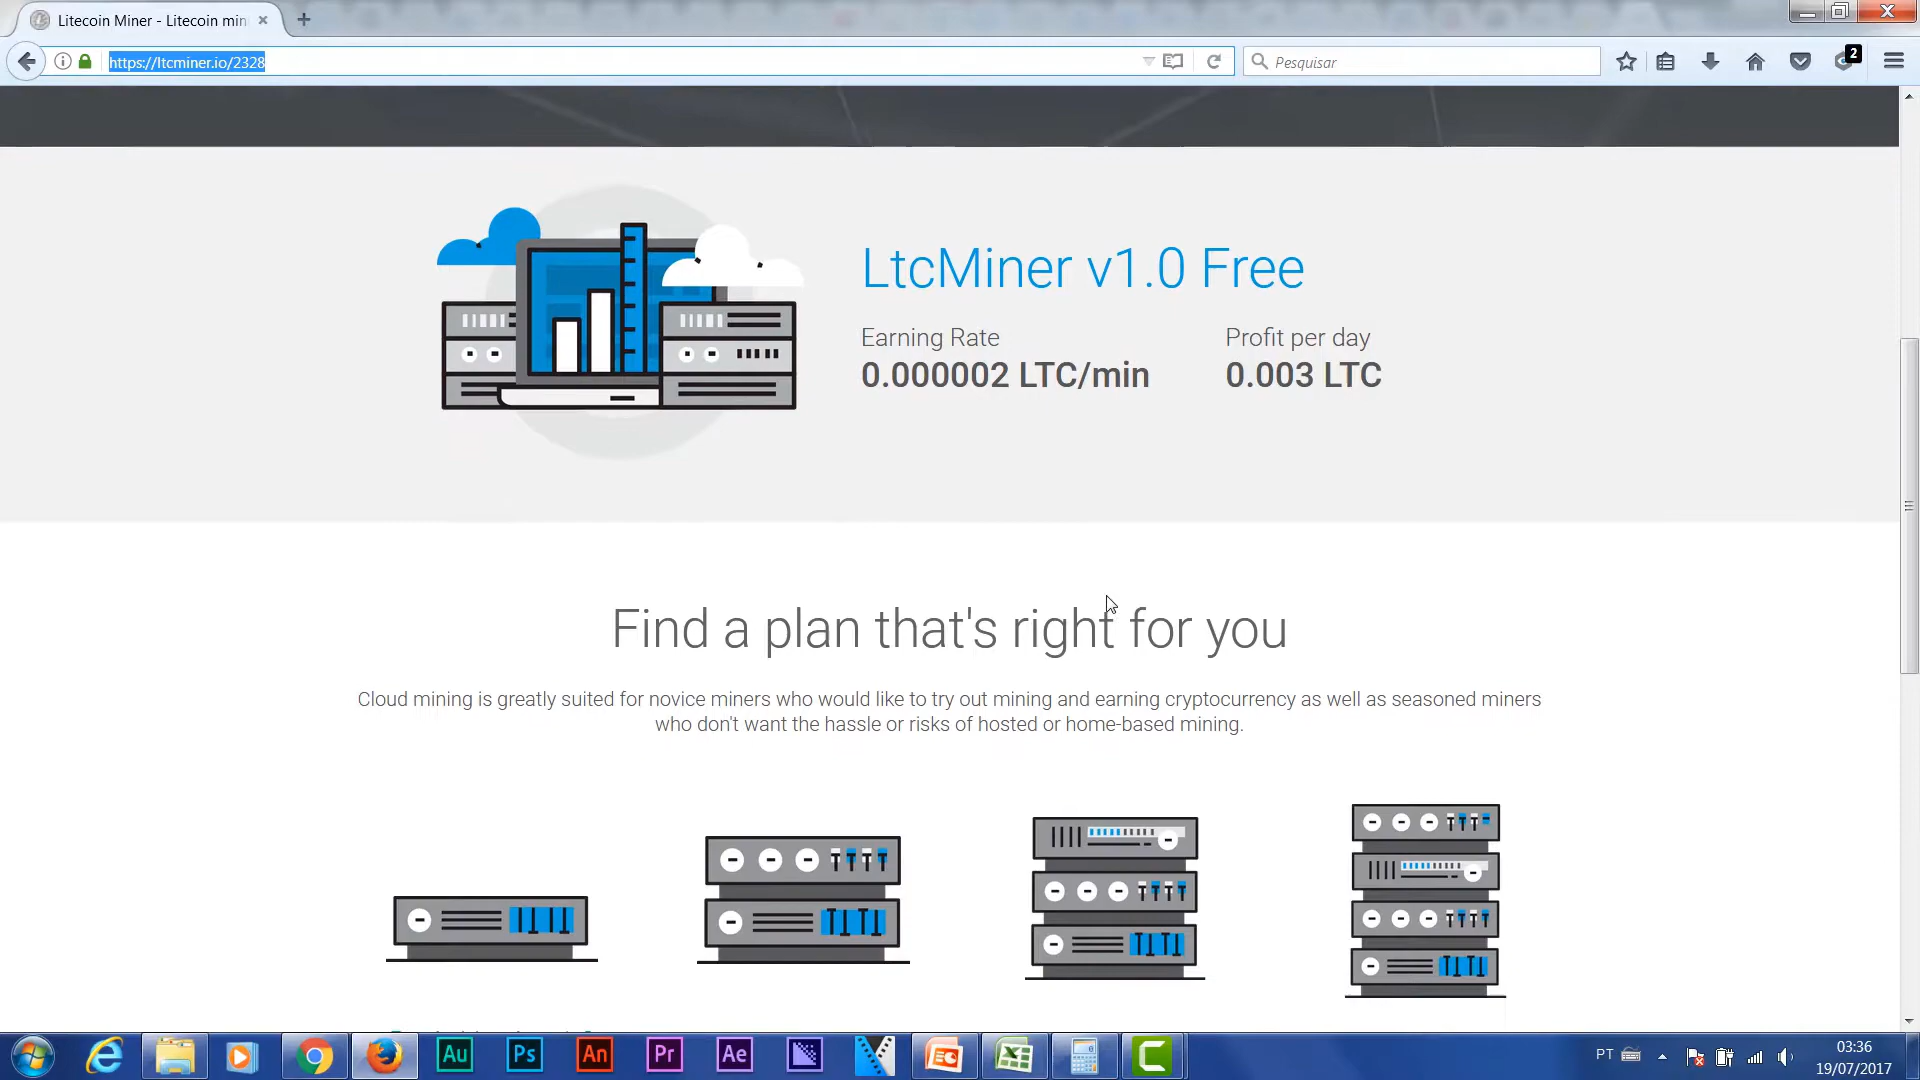 Litecoin Miner - Litecoin min
https://ltcminer.io/2328
Pesquisar
2
LtcMiner v1.0 Free
Earning Rate
Profit per day
0.000002 LTC/min
0.003 LTC
Find a plan that's right for you
Cloud mining is greatly suited for novice miners who would like to try out mining and earning cryptocurrency as well as seasoned miners
who don't want the hassle or risks of hosted or home-based mining.
Au
Ps
An
Pr
Ae
PT
03:36
19/07/2017